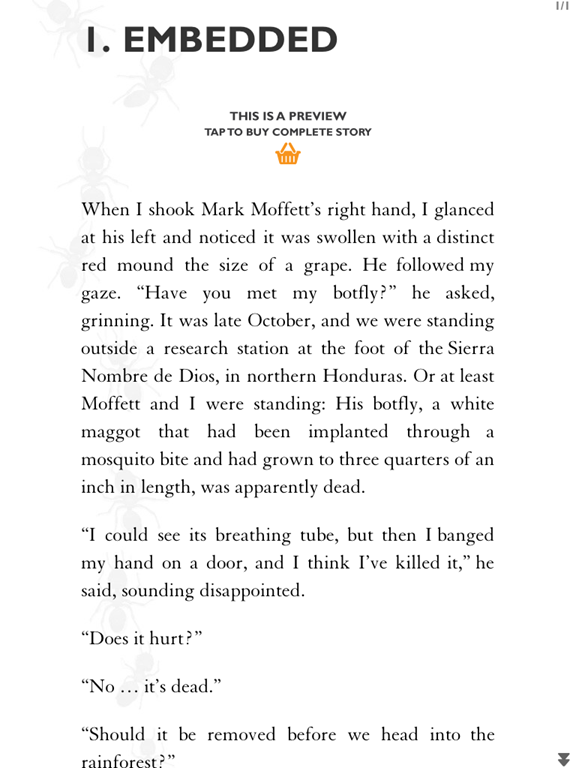 1/1
1. EMBEDDED
THIS IS A PREVIEW
TAP TO BUY COMPLETE STORY
When I shook Mark Moffett’s right hand, I glanced
at his left and noticed it was swollen with a distinct
red mound the size of a grape. He followed my
gaze. “Have you met my botfly?” he asked,
grinning. It was late October, and we were standing
outside a research station at the foot of the Sierra
Nombre de Dios, in northern Honduras. Or at least
Moffett and I were standing: His botfly, a white
maggot that had been implanted through a
mosquito bite and had grown to three quarters of an
inch in length, was apparently dead.
“I could see its breathing tube, but then I banged
my hand on a door, and I think I’ve killed it,” he
said, sounding disappointed.
“Does it hurt?”
“No … it’s dead.”
“Should it be removed before we head into the
rainforest?”